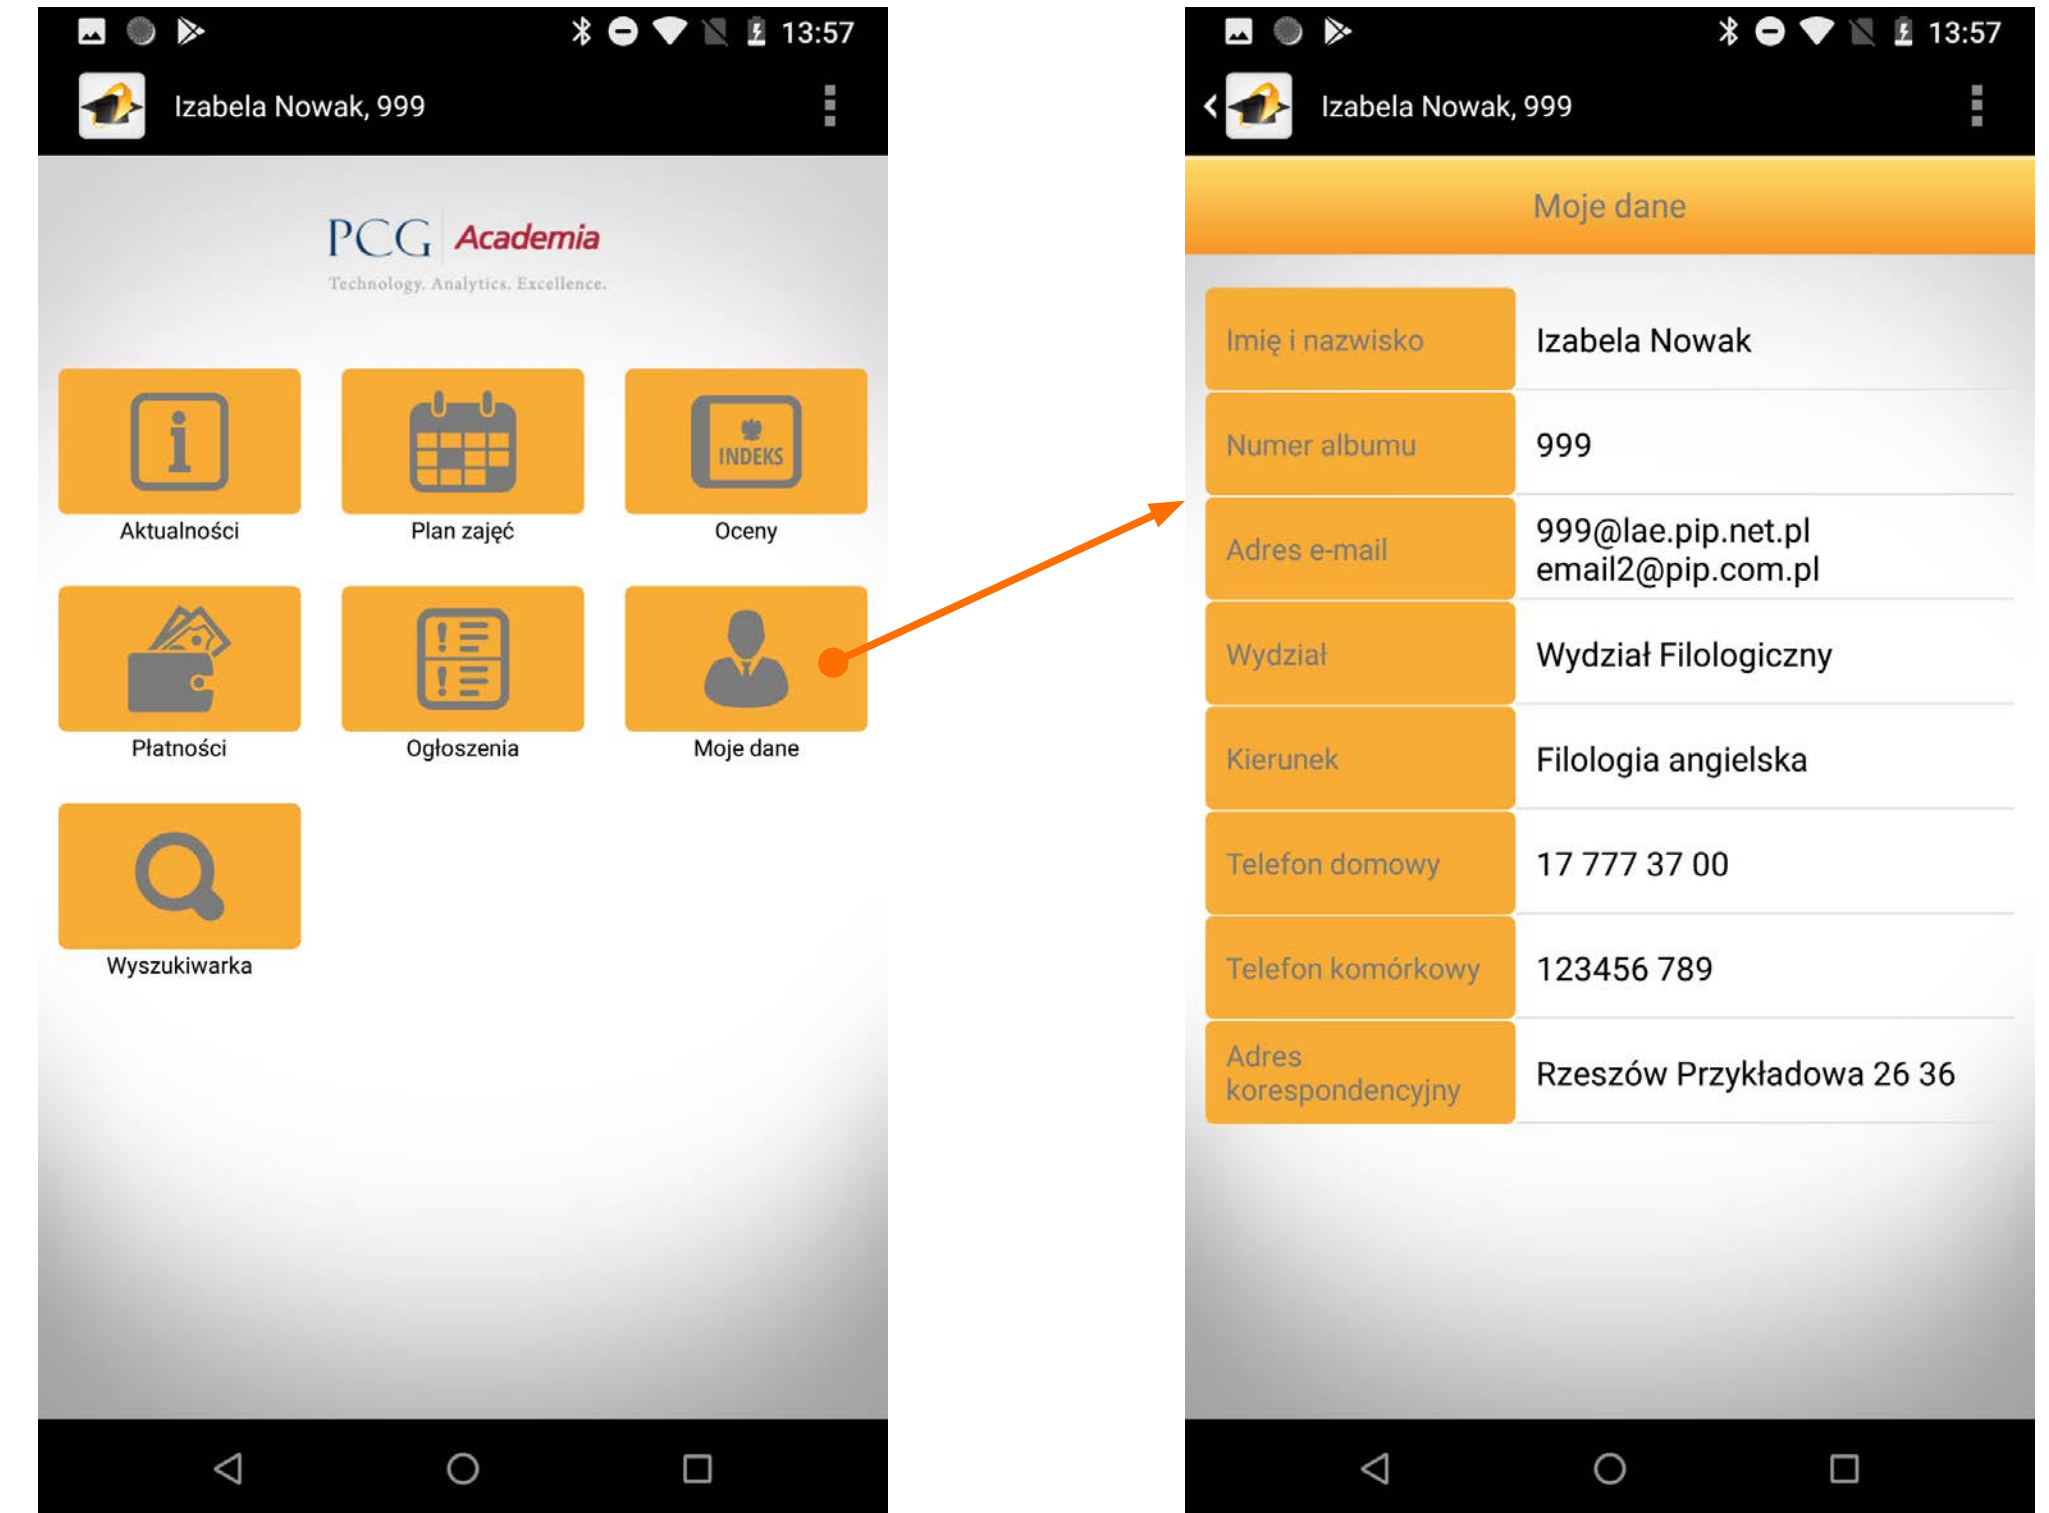 13:57
Izabela Nowak, 999
PCG Academia
Technology. Analytics. Excellence.
INDEKS
Aktualności
Plan zajęć
Oceny
Płatności
Ogłoszenia
Moje dane
Wyszukiwarka
13:57
Izabela Nowak, 999
Moje dane
Imię i nazwisko
Izabela Nowak
Numer albumu
999
Adres e-mail
999@lae.pip.net.pl
email2@pip.com.pl
Wydział
Wydział Filologiczny
Kierunek
Filologia angielska
Telefon domowy
17 777 37 00
Telefon komórkowy
123456 789
Adres
korespondencyjny
Rzeszów Przykładowa 26 36